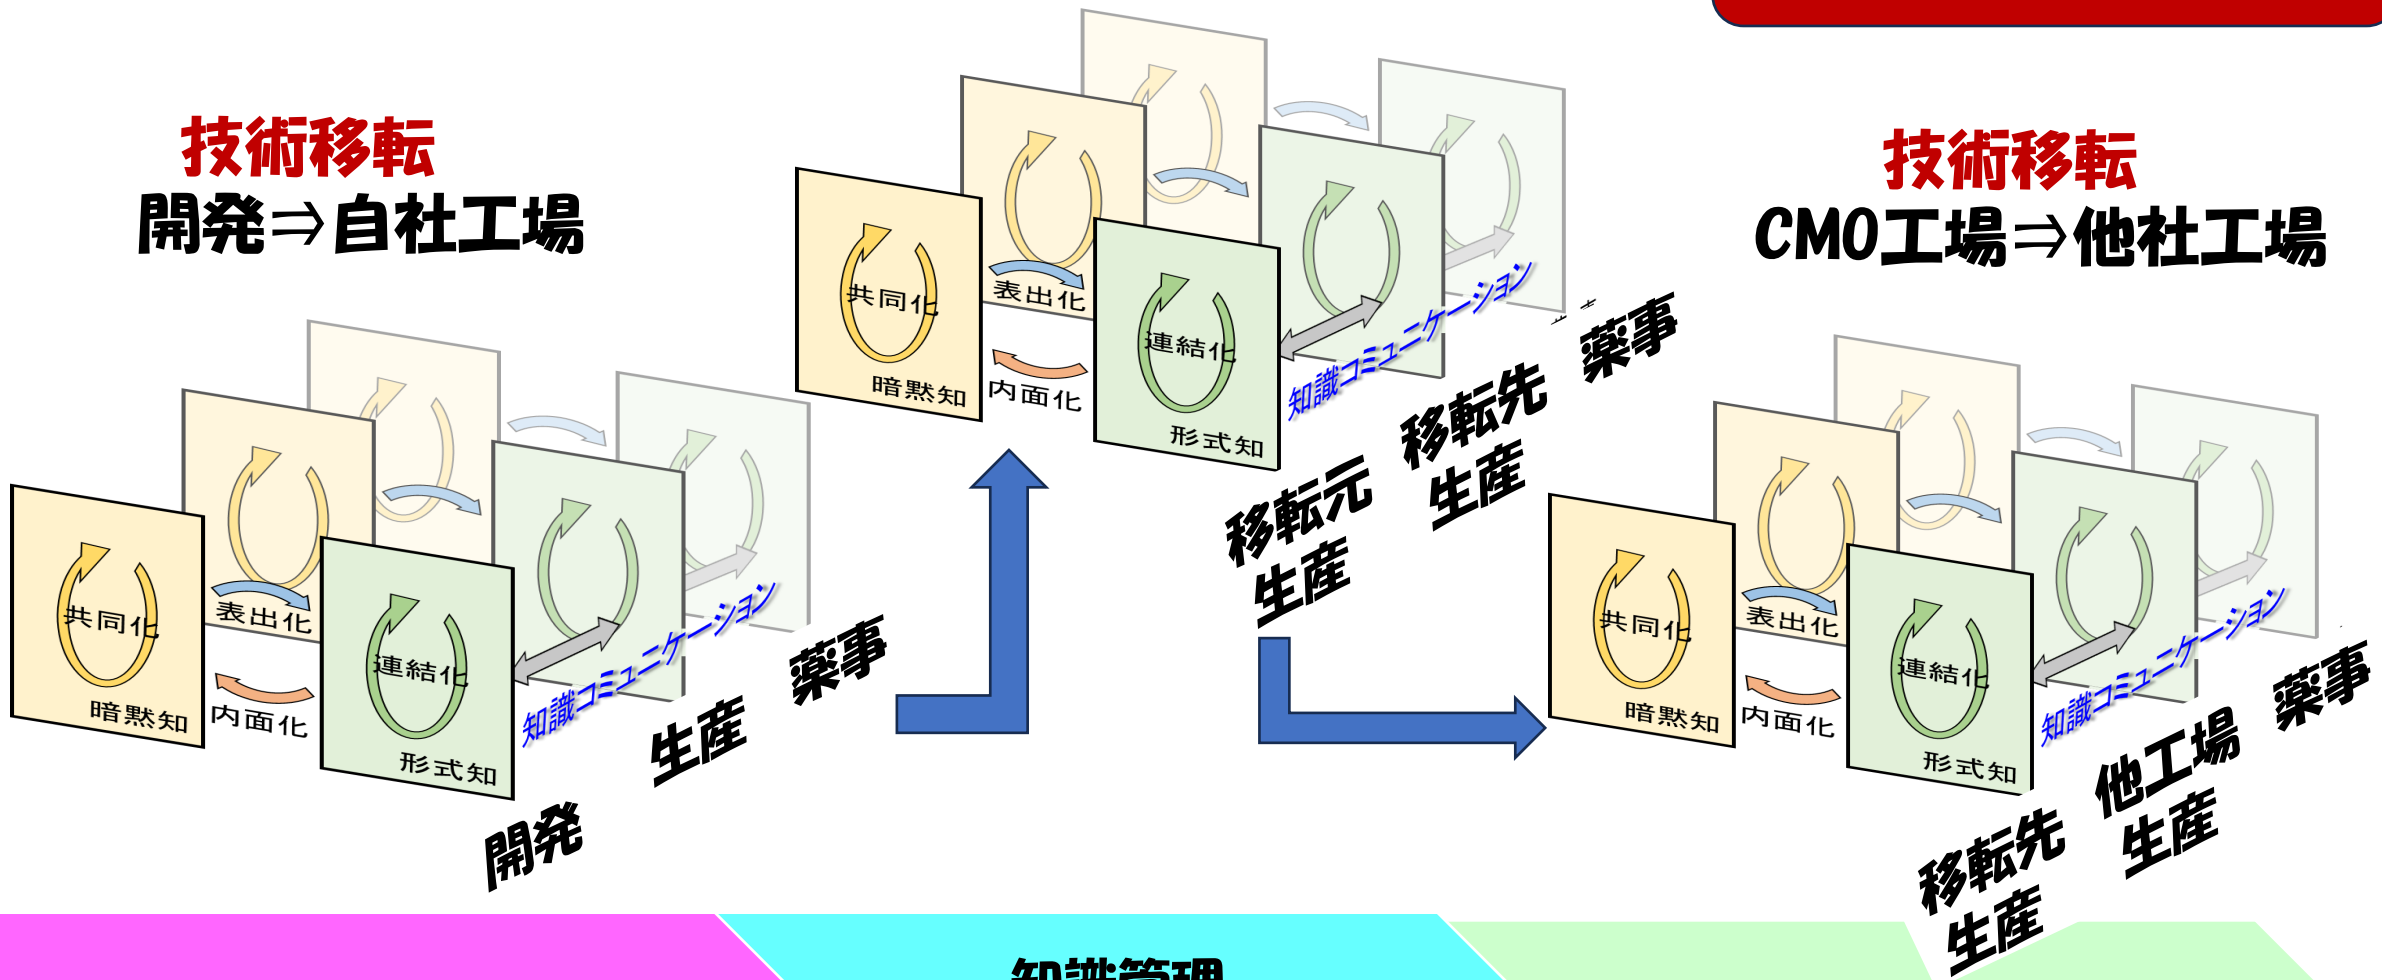 技術移転
開発⇒自社工場
共同化
暗黙知
表出化
内面化
連結化
形式知
知識コミュニケーション
開発
生産
薬事
共同化
暗黙知
表出化
内面化
連結化
形式知
知識コミュニケーション
移転元
生産
移転先
生産
薬事
技術移転
CMO工場⇒他社工場
共同化
暗黙知
表出化
内面化
連結化
形式知
知識コミュニケーション
移転先
生産
他工場
生産
薬事
知識管理